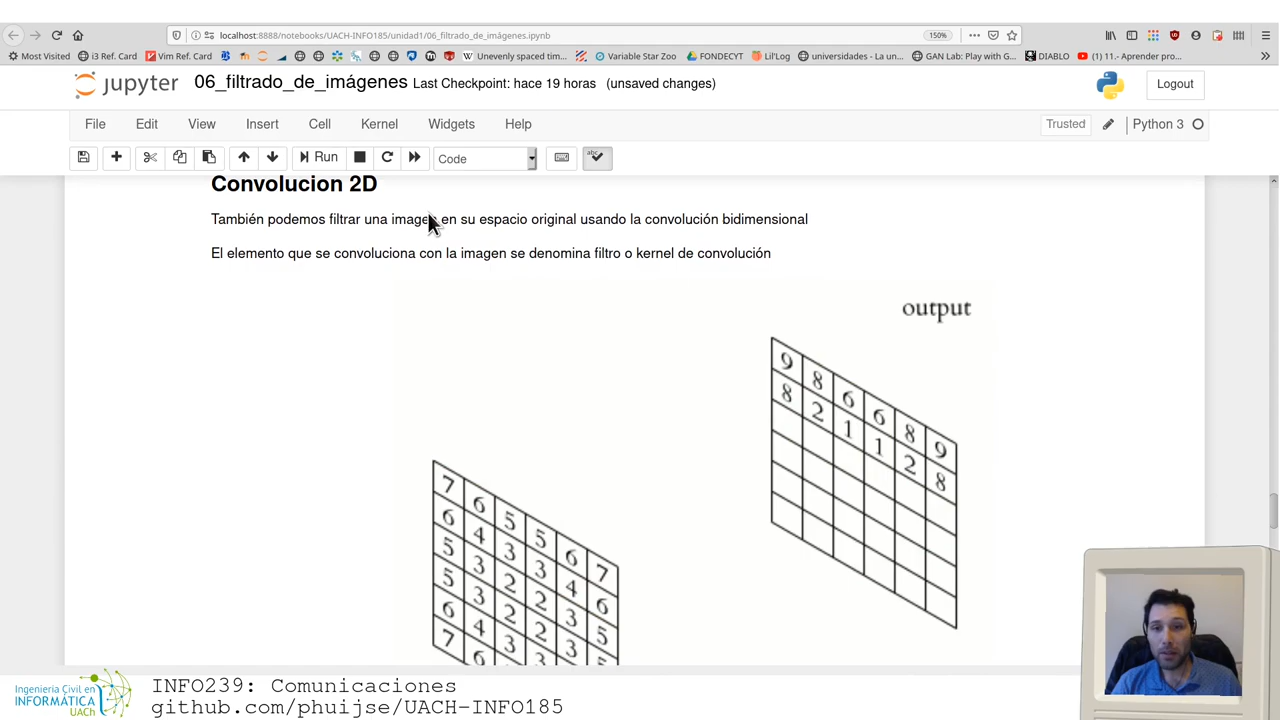 localhost:8888/notebooks/UACH-INFO185/unidad1/06_filtrado_de_imágenes.ipynb
150%
Most Visited i3 Ref. Card Vim Ref. Card Unevenly spaced tim... Variable Star Zoo FONDECYT Lil'Log universidades - La un... GAN Lab: Play with G... DIABLO (1) 11.- Aprender pro...
jupyter 06_filtrado_de_imágenes Last Checkpoint: hace 19 horas (unsaved changes) Logout
File Edit View Insert Cell Kernel Widgets Help Trusted Python 3
Run Code
Convolucion 2D
También podemos filtrar una imagen en su espacio original usando la convolución bidimensional
El elemento que se convoluciona con la imagen se denomina filtro o kernel de convolución
output
9 8 6 6 8 9
8 2 1 1 2 8
7 6 5 5 6 7
6 4 3 3 4 6
5 3 2 2 3 5
5 3 2 2 3 5
6 4 3 3
7 6
Ingeniería Civil en
INFORMÁTICA
UACh
INFO239: Comunicaciones
github.com/phuijse/UACH-INFO185